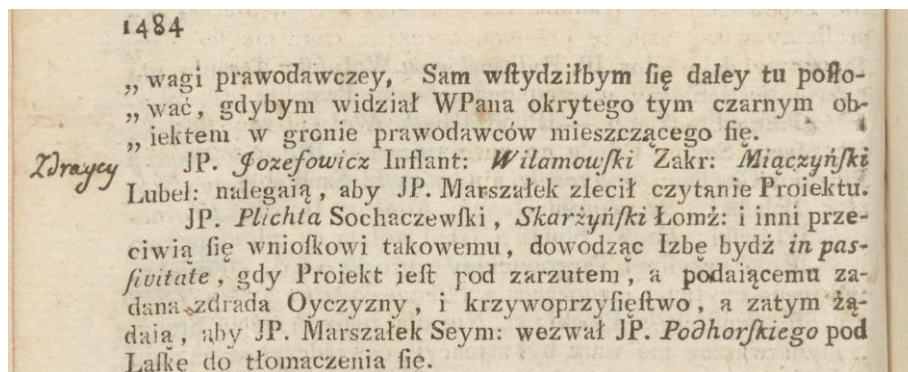 1484
„ wagi prawodawczey, Sam wſtydziłbym ſię daley tu poſło-
„ wać, gdybym widział WPana okrytego tym czarnym ob-
„ iektem w gronie prawodawców mieszczącego ſię.
Zdraycy
JP. Jozefowicz Inflant: Wilamowſki Zakr: Miączyńſki
Lubel: nalegaią, aby JP. Marszałek zlecił czytanie Proiektu.
JP. Plichta Sochaczewſki, Skarżyńſki Łomż: i inni prze-
ciwią ſię wnioſkowi takowemu, dowodząc Izbę bydź in pas-
ſivitate, gdy Proiekt ieſt pod zarzutem, a podaiącemu za-
dana zdrada Oyczyzny, i krzywoprzyſięſtwo, a zatym żą-
daią, aby JP. Marszałek Seym: wezwał JP. Podhorſkiego pod
Laſkę do tłomaczenia ſię.